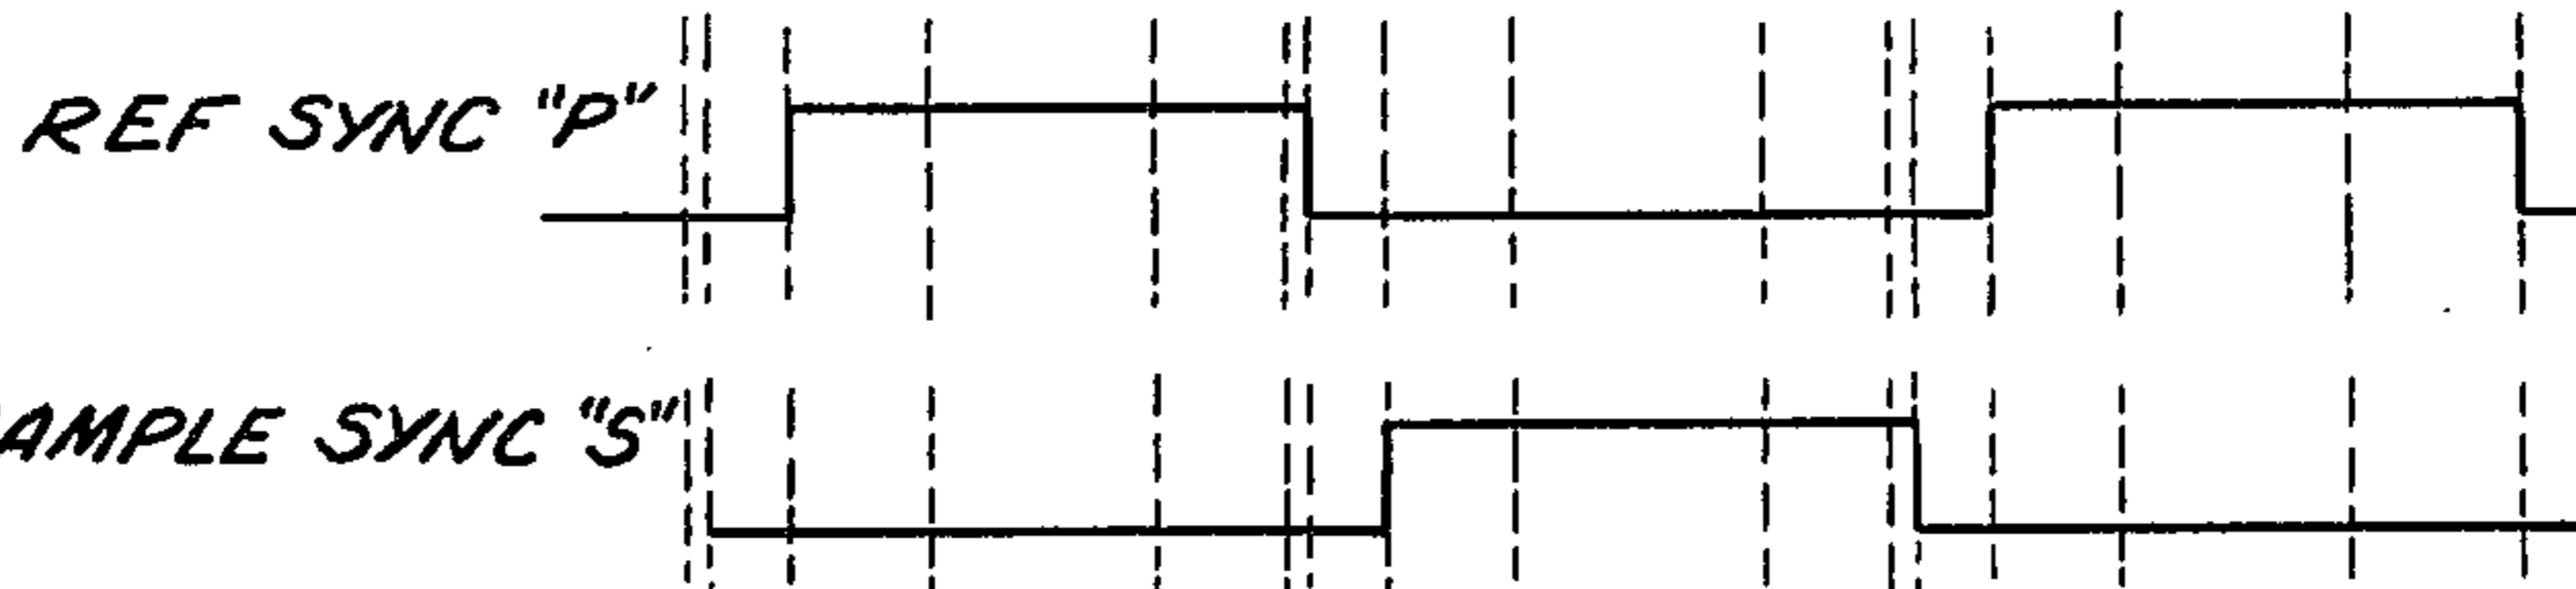 REF SYNC "P"
AMPLE SYNC "S"